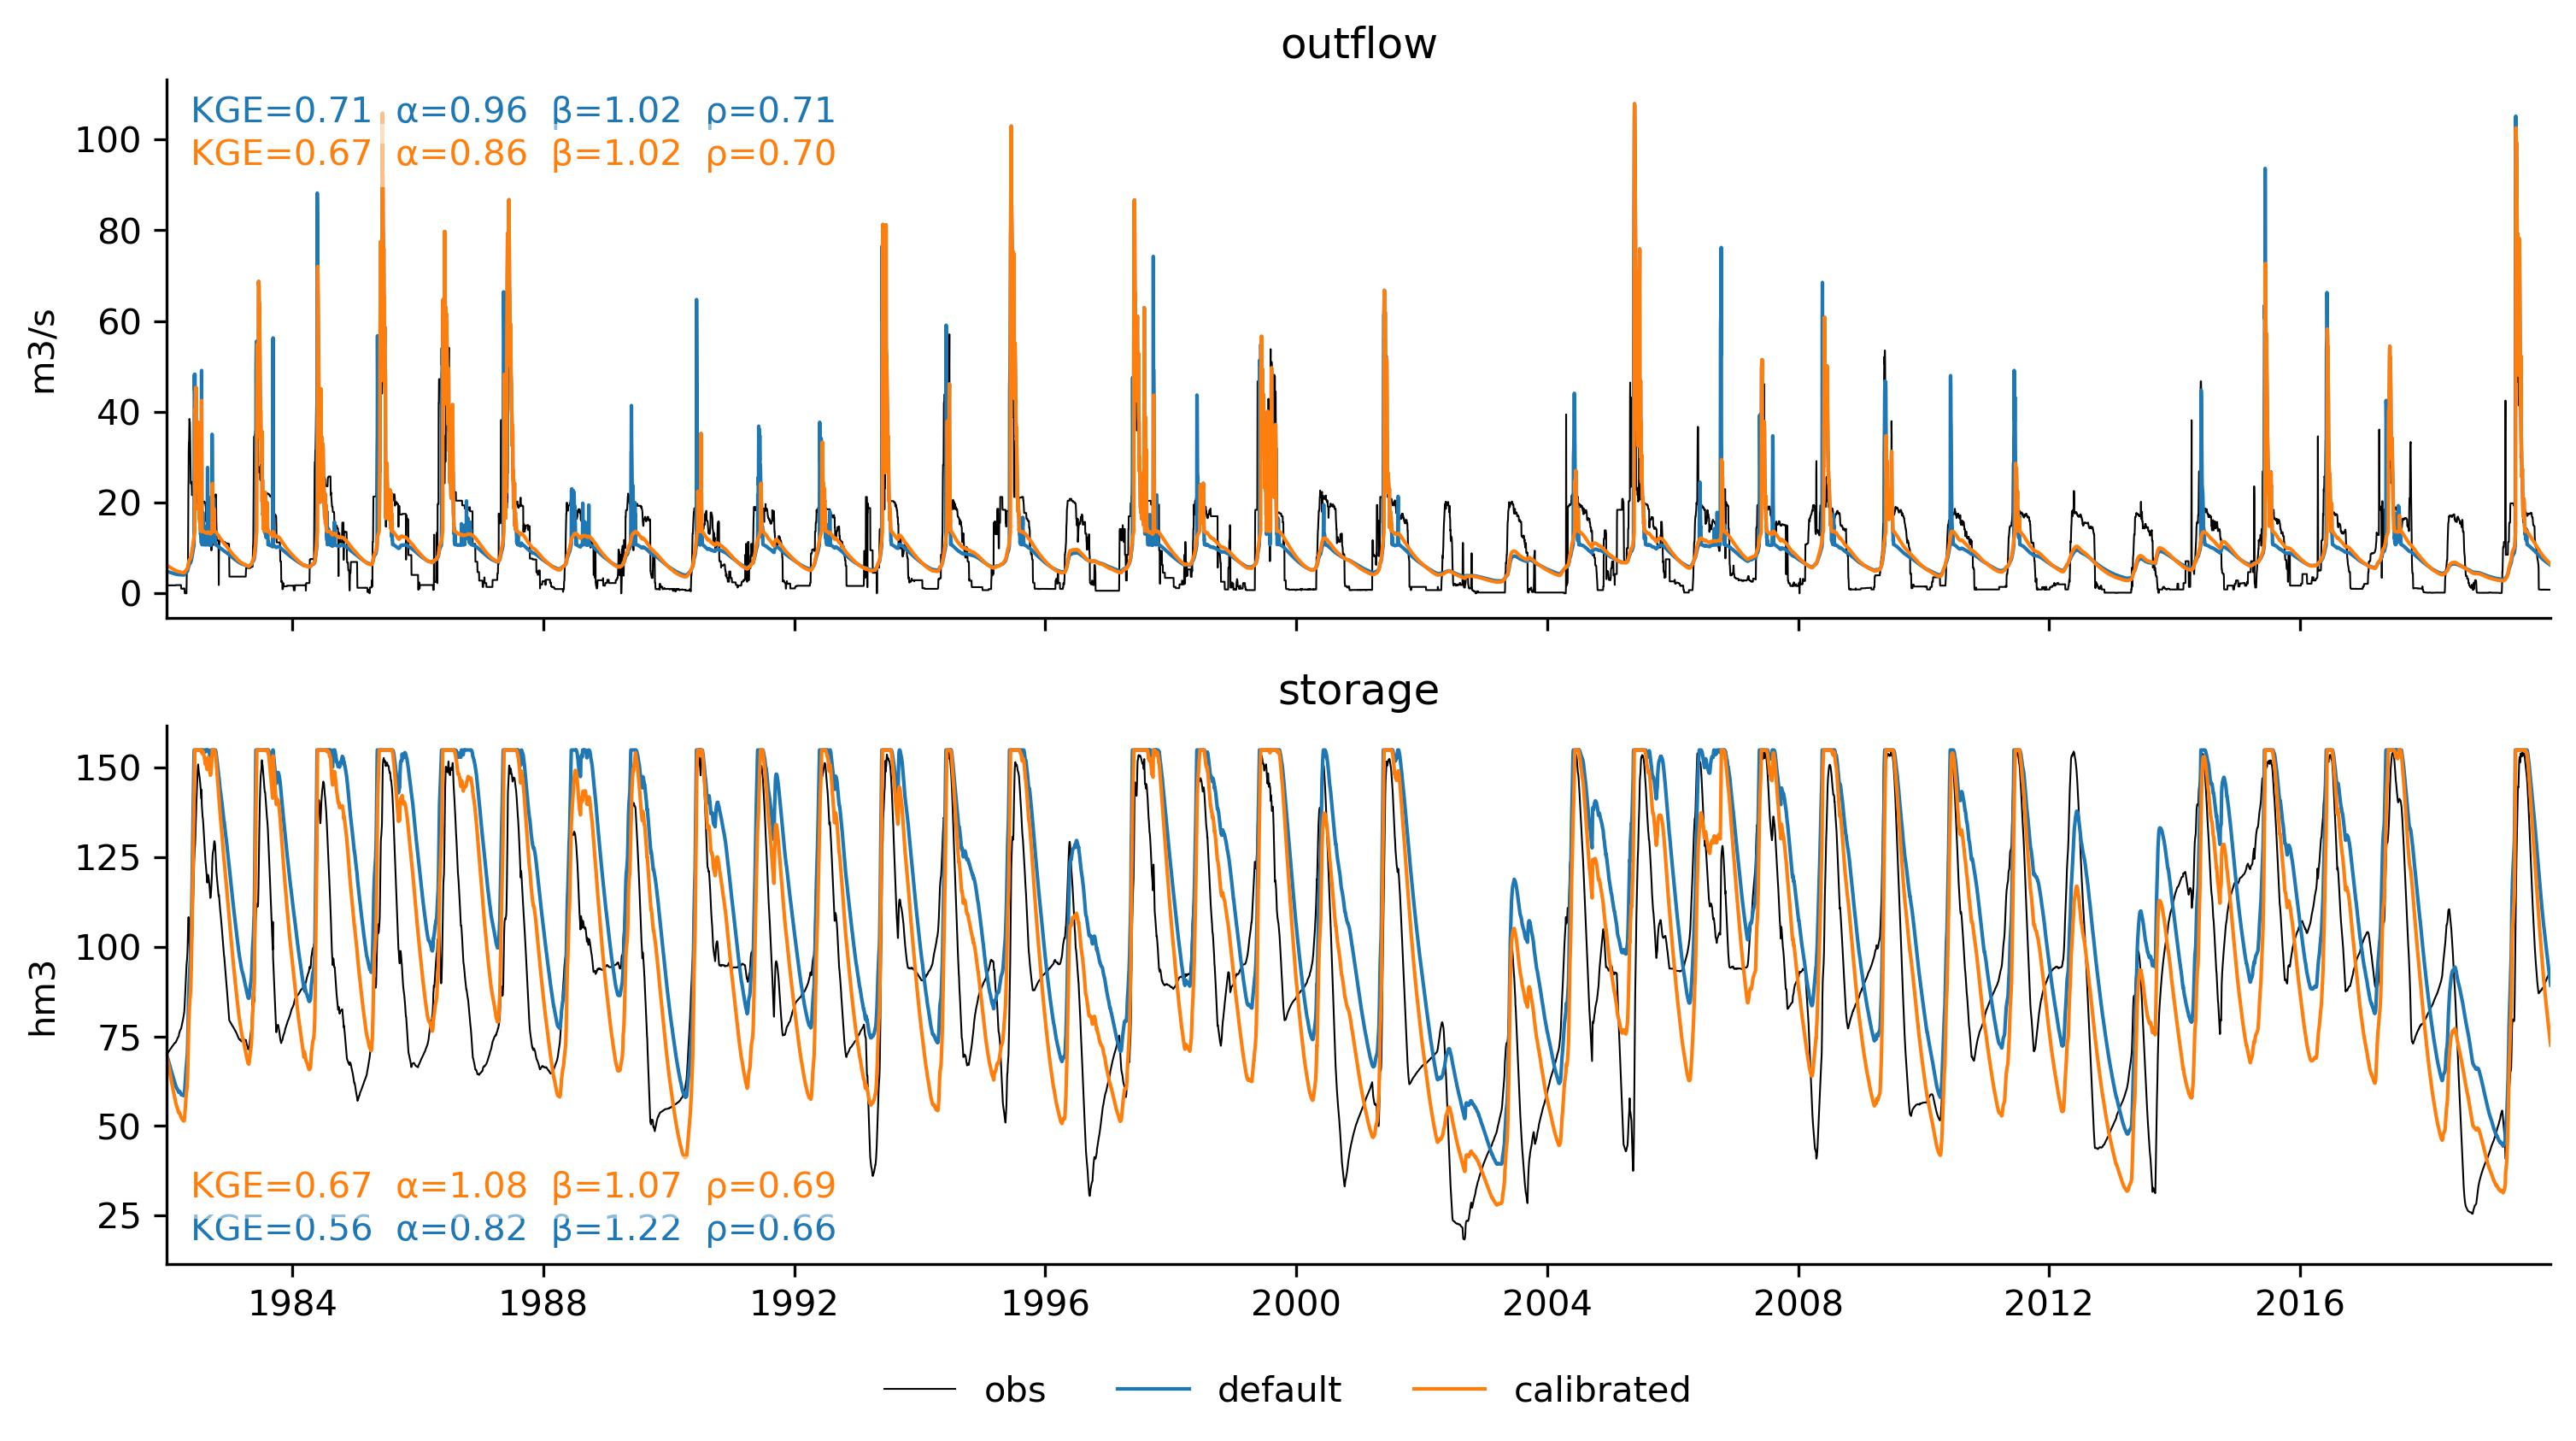 outflow
KGE=0.71 α=0.96 β=1.02 ρ=0.71
KGE=0.67 α=0.86 β=1.02 ρ=0.70
m3/s
100
80
60
40
20
0
storage
hm3
150
125
100
75
50
25
KGE=0.67 α=1.08 β=1.07 ρ=0.69
KGE=0.56 α=0.82 β=1.22 ρ=0.66
1984 1988 1992 1996 2000 2004 2008 2012 2016
obs default calibrated